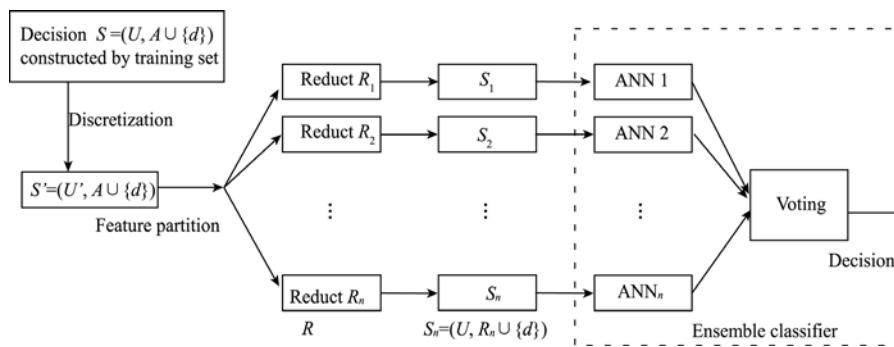 Decision S=(U, A∪{d})
constructed by training set
Discretization
S’=(U’, A∪{d})
Feature partition
Reduct R1
S1
ANN 1
Reduct R2
S2
ANN 2
⋮ ⋮ ⋮
Voting
Decision
Reduct Rn
Sn
ANNn
R
Sn=(U, Rn∪{d})
Ensemble classifier